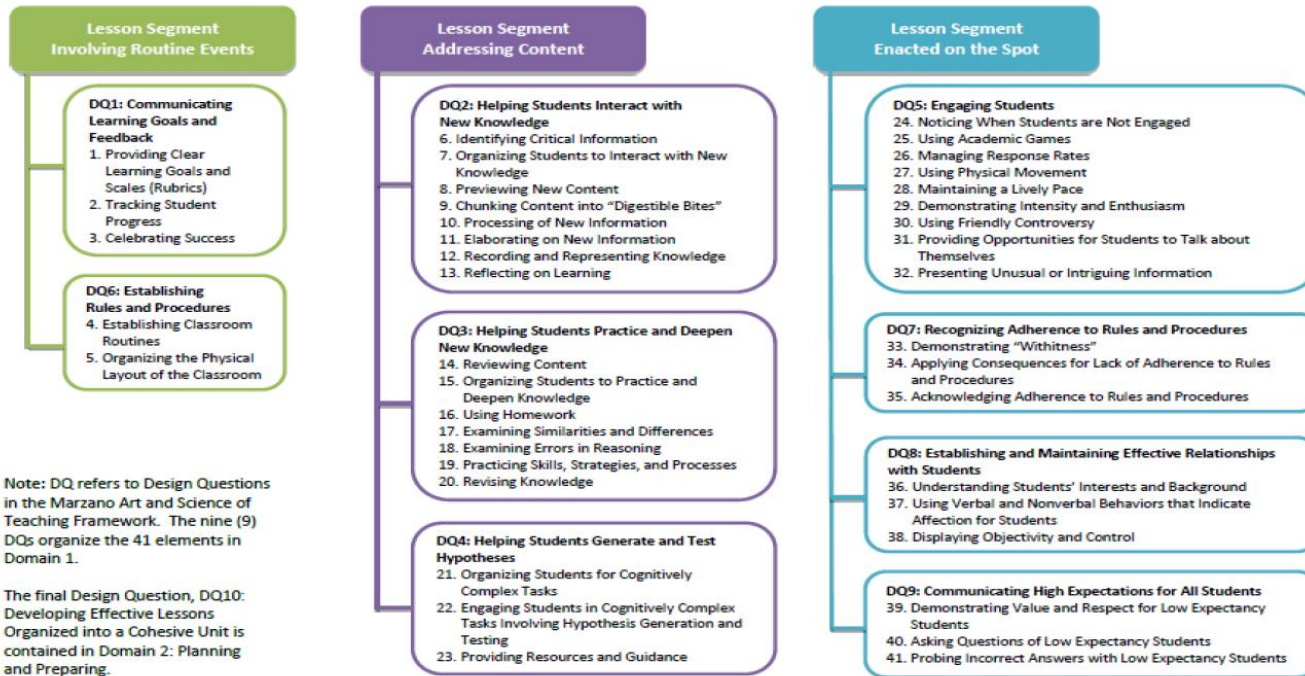 Lesson Segment
Involving Routine Events
DQ1: Communicating
Learning Goals and
Feedback
1. Providing Clear
Learning Goals and
Scales (Rubrics)
2. Tracking Student
Progress
3. Celebrating Success
DQ6: Establishing
Rules and Procedures
4. Establishing Classroom
Routines
5. Organizing the Physical
Layout of the Classroom
Note: DQ refers to Design Questions
in the Marzano Art and Science of
Teaching Framework. The nine (9)
DQs organize the 41 elements in
Domain 1.
The final Design Question, DQ10:
Developing Effective Lessons
Organized into a Cohesive Unit is
contained in Domain 2: Planning
and Preparing.
Lesson Segment
Addressing Content
DQ2: Helping Students Interact with
New Knowledge
6. Identifying Critical Information
7. Organizing Students to Interact with New
Knowledge
8. Previewing New Content
9. Chunking Content into “Digestible Bites”
10. Processing of New Information
11. Elaborating on New Information
12. Recording and Representing Knowledge
13. Reflecting on Learning
DQ3: Helping Students Practice and Deepen
New Knowledge
14. Reviewing Content
15. Organizing Students to Practice and
Deepen Knowledge
16. Using Homework
17. Examining Similarities and Differences
18. Examining Errors in Reasoning
19. Practicing Skills, Strategies, and Processes
20. Revising Knowledge
DQ4: Helping Students Generate and Test
Hypotheses
21. Organizing Students for Cognitively
Complex Tasks
22. Engaging Students in Cognitively Complex
Tasks Involving Hypothesis Generation and
Testing
23. Providing Resources and Guidance
Lesson Segment
Enacted on the Spot
DQ5: Engaging Students
24. Noticing When Students are Not Engaged
25. Using Academic Games
26. Managing Response Rates
27. Using Physical Movement
28. Maintaining a Lively Pace
29. Demonstrating Intensity and Enthusiasm
30. Using Friendly Controversy
31. Providing Opportunities for Students to Talk about
Themselves
32. Presenting Unusual or Intriguing Information
DQ7: Recognizing Adherence to Rules and Procedures
33. Demonstrating “Withitness”
34. Applying Consequences for Lack of Adherence to Rules
and Procedures
35. Acknowledging Adherence to Rules and Procedures
DQ8: Establishing and Maintaining Effective Relationships
with Students
36. Understanding Students’ Interests and Background
37. Using Verbal and Nonverbal Behaviors that Indicate
Affection for Students
38. Displaying Objectivity and Control
DQ9: Communicating High Expectations for All Students
39. Demonstrating Value and Respect for Low Expectancy
Students
40. Asking Questions of Low Expectancy Students
41. Probing Incorrect Answers with Low Expectancy Students